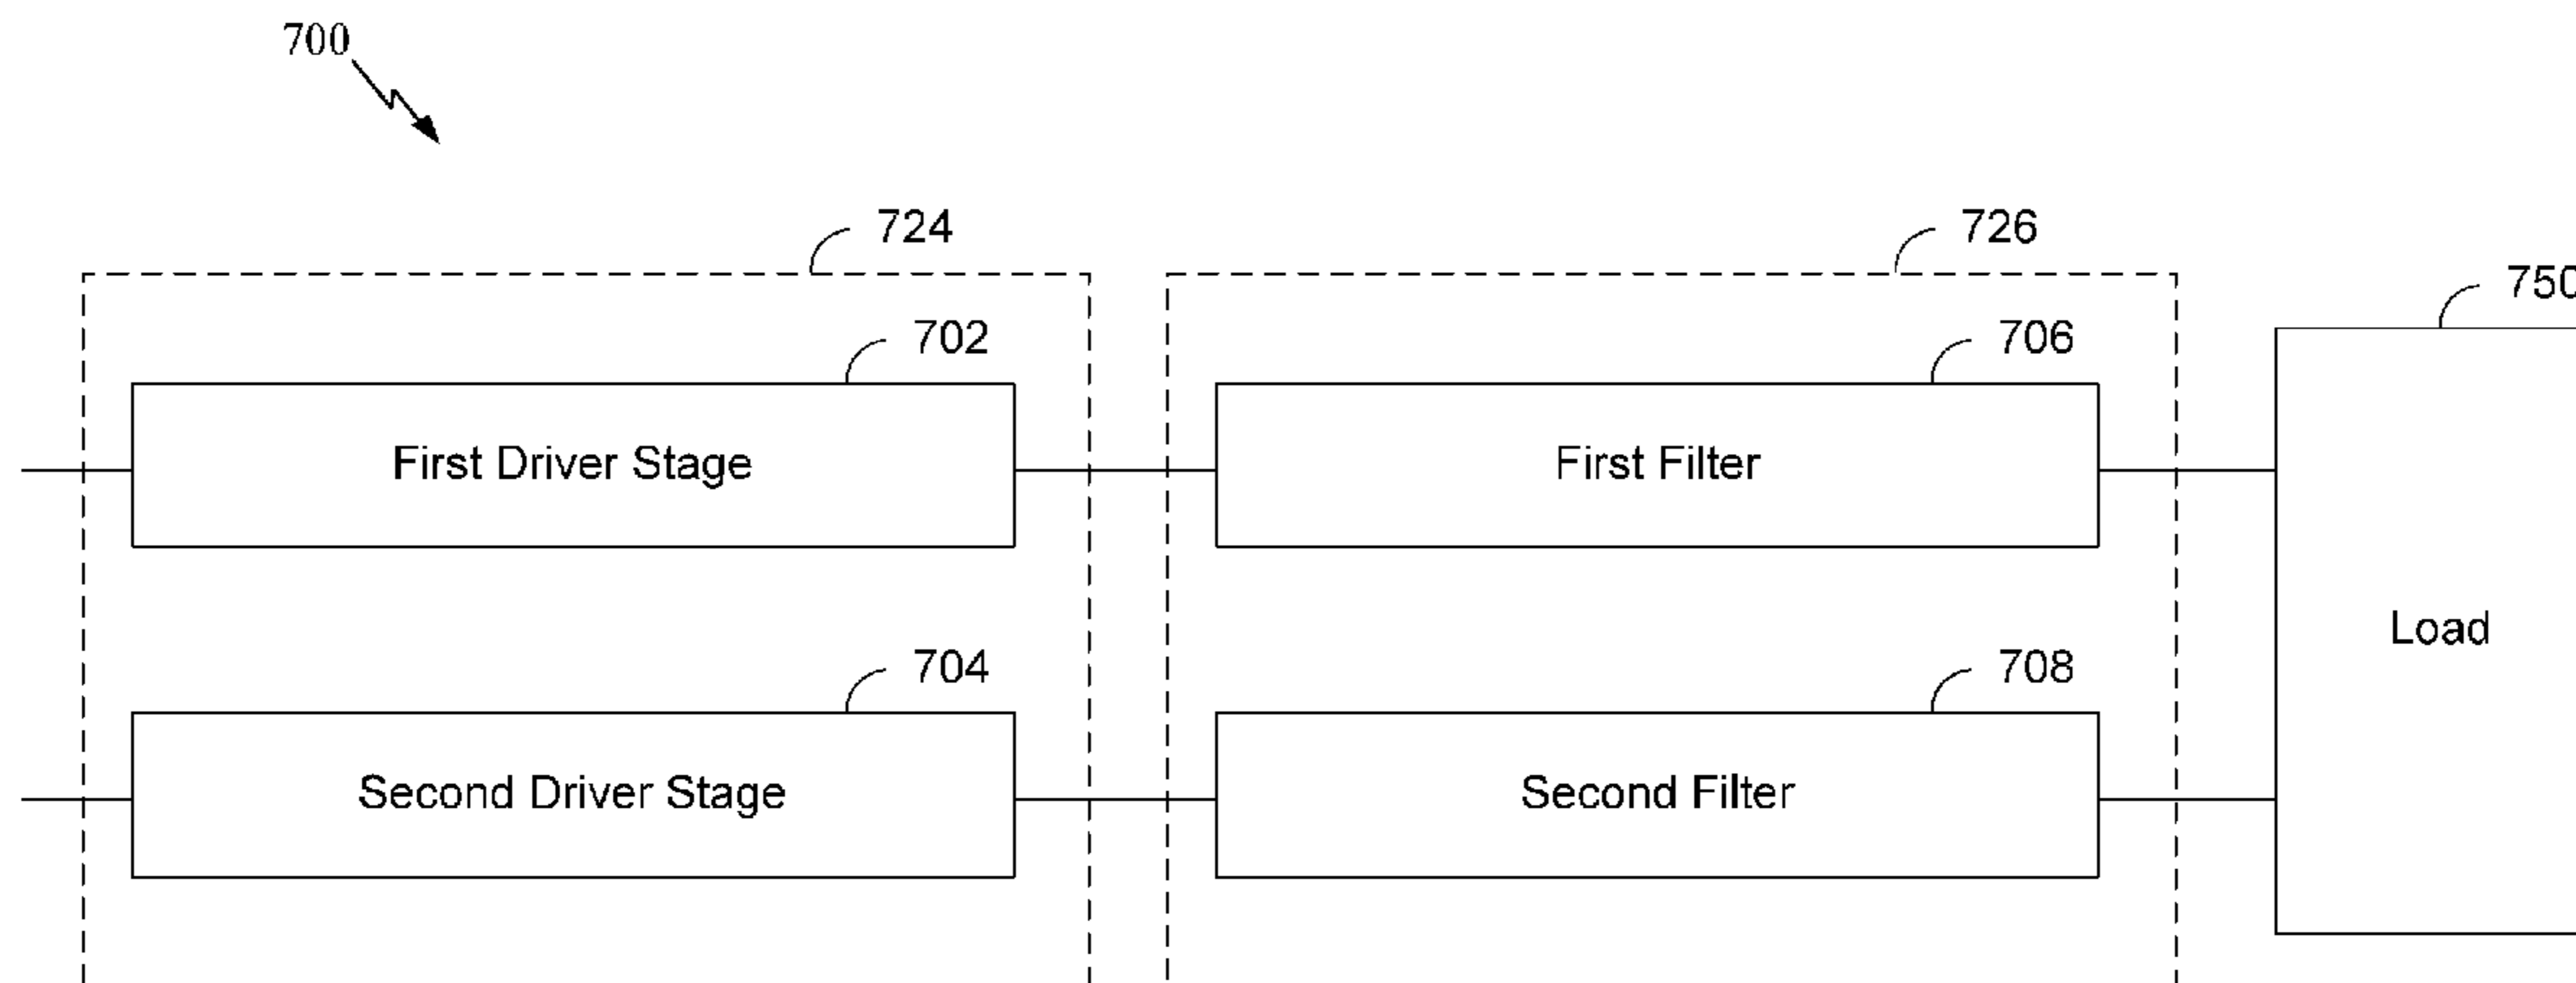 700
724
726
750
702
706
First Driver Stage
First Filter
Load
704
708
Second Driver Stage
Second Filter